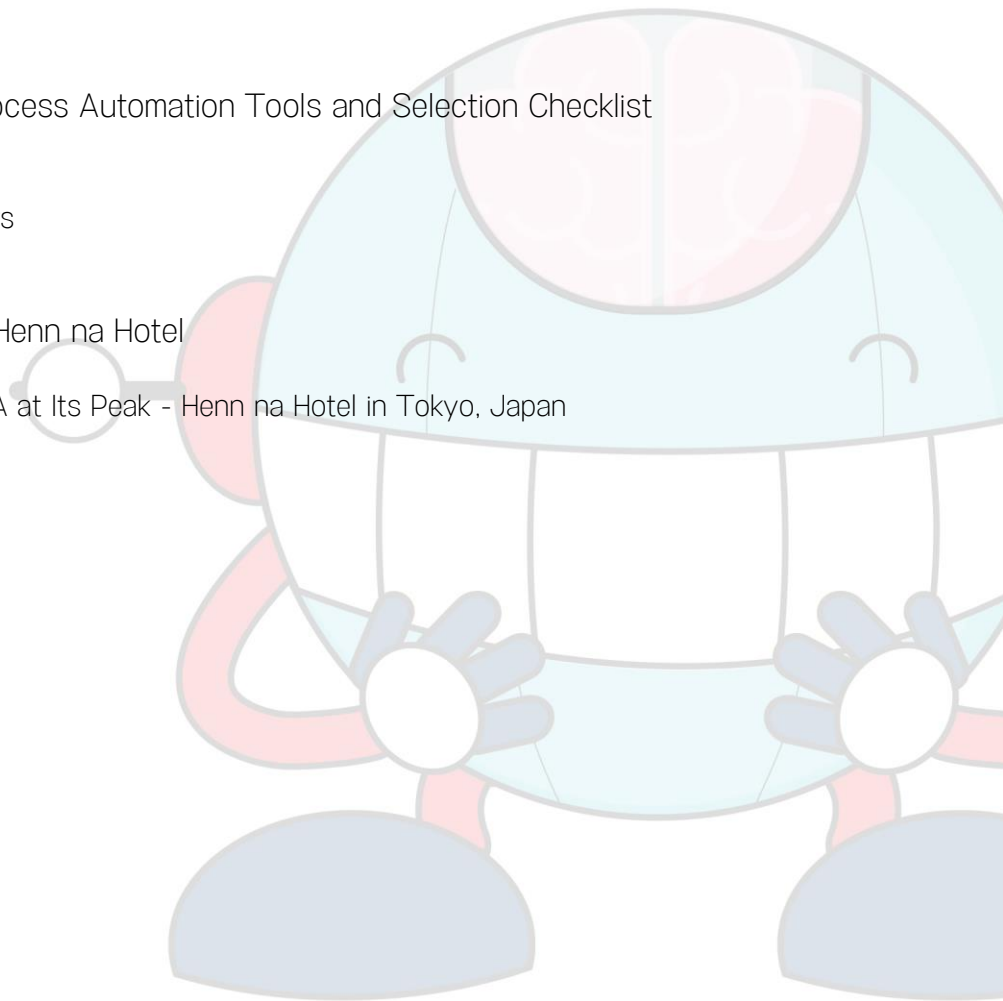 ocess Automation Tools and Selection Checklist
s
Henn na Hotel
A at Its Peak - Henn na Hotel in Tokyo, Japan